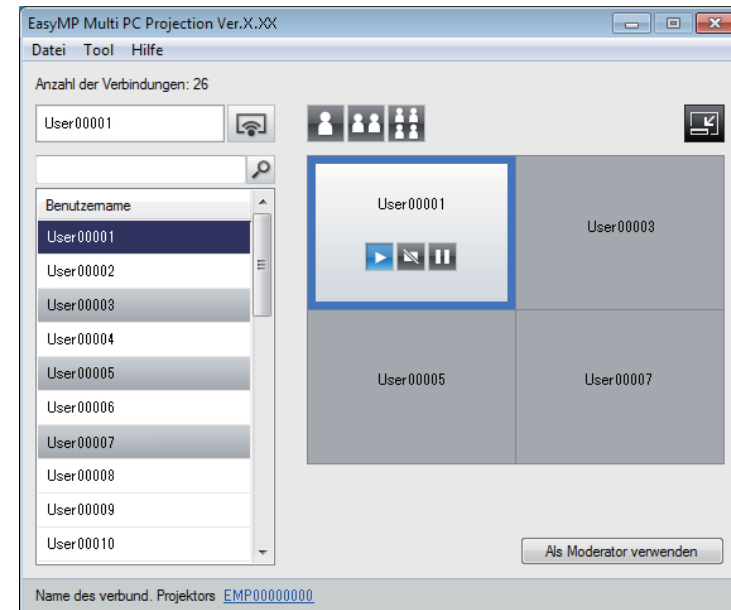 EasyMP Multi PC Projection Ver.X.XX
Datei Tool Hilfe
Anzahl der Verbindungen: 26
User00001
Benutzername
User00001
User00002
User00003
User00004
User00005
User00006
User00007
User00008
User00009
User00010
User00001
User00003
User00005
User00007
Als Moderator verwenden
Name des verbund. Projektors EMP00000000